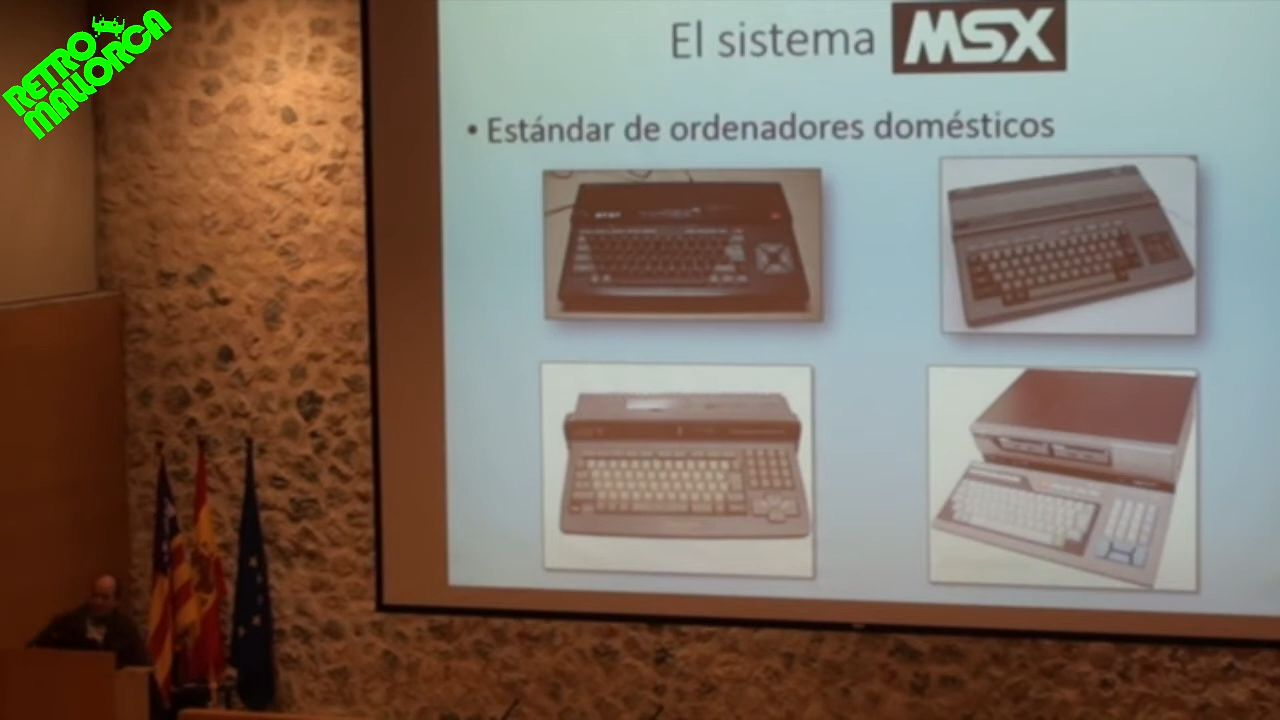 RETRO
MALLORCA
El sistema MSX
• Estándar de ordenadores domésticos